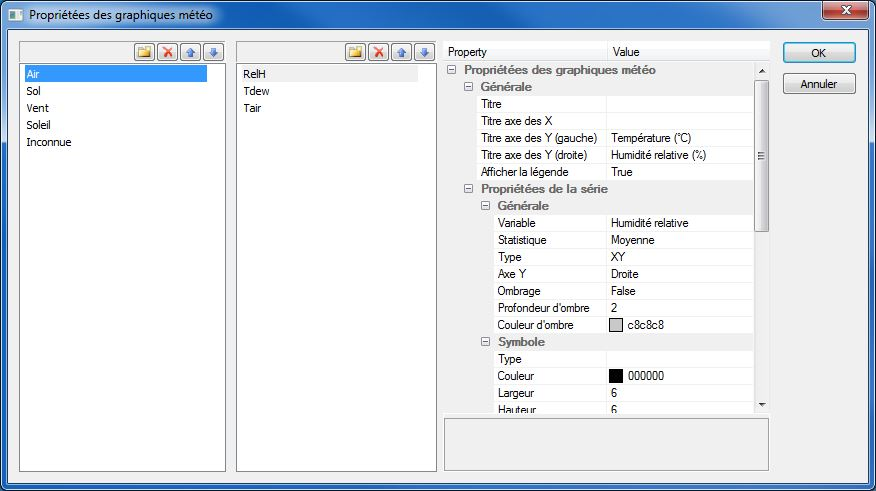 Propriétées des graphiques météo
Air
Sol
Vent
Soleil
Inconnue
RelH
Tdew
Tair
Property Value
Propriétées des graphiques météo
Générale
Titre
Titre axe des X
Titre axe des Y (gauche) Température (°C)
Titre axe des Y (droite) Humidité relative (%)
Afficher la légende True
Propriétées de la série
Générale
Variable Humidité relative
Statistique Moyenne
Type XY
Axe Y Droite
Ombrage False
Profondeur d'ombre 2
Couleur d'ombre c8c8c8
Symbole
Type
Couleur 000000
Largeur 6
Hauteur 6
OK
Annuler